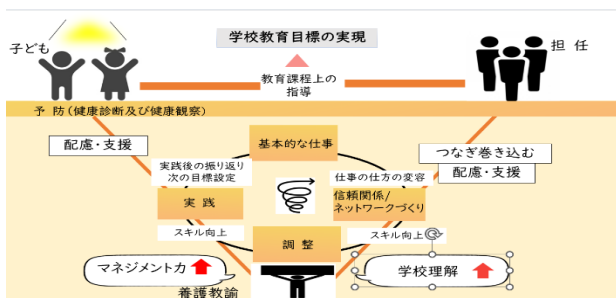 学校教育目標の実現
子ども
担任
教育課程上の
指導
予防(健康診断及び健康観察)
配慮・支援
基本的な仕事
つなぎ巻き込む
配慮・支援
実践後の振り返り
次の目標設定
仕事の仕方の変容
実践
信頼関係/
ネットワークづくり
スキル向上
調整
スキル向上
マネジメント力
学校理解
養護教諭